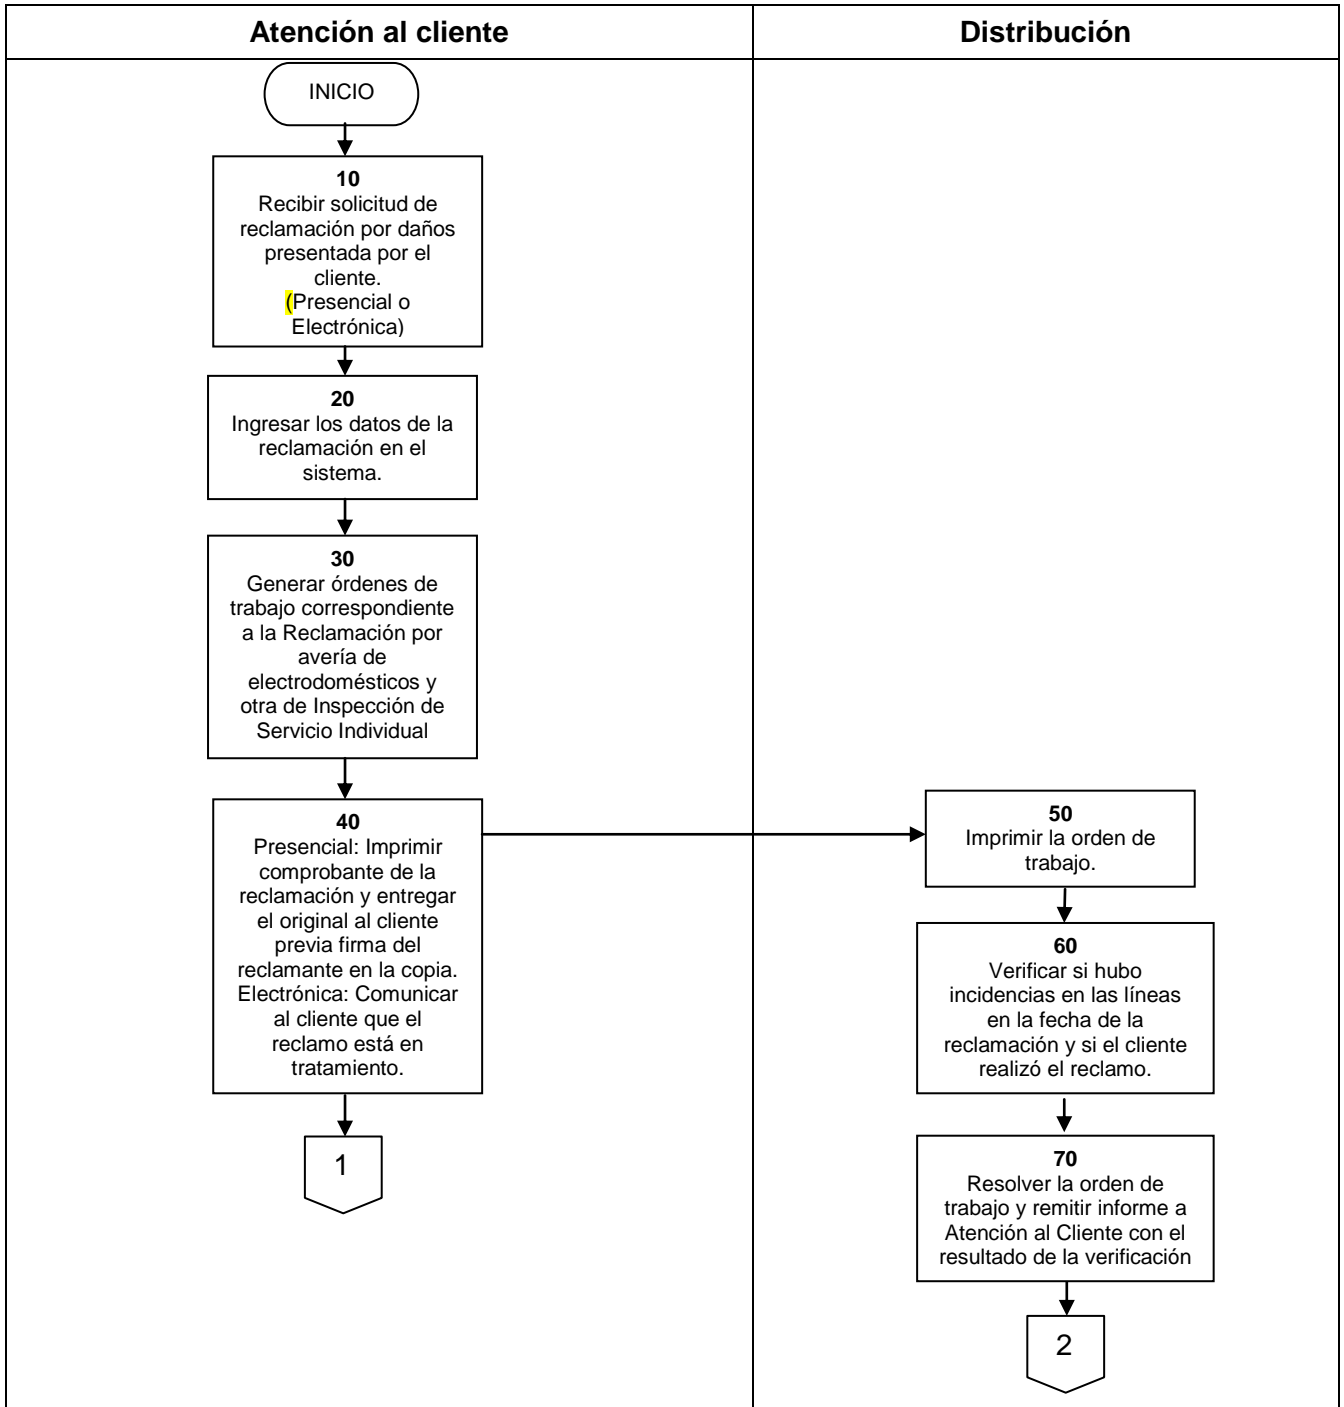 Atención al cliente
Distribución
INICIO
10
Recibir solicitud de
reclamación por daños
presentada por el
cliente.
(Presencial o
Electrónica)
20
Ingresar los datos de la
reclamación en el
sistema.
30
Generar órdenes de
trabajo correspondiente
a la Reclamación por
avería de
electrodomésticos y
otra de Inspección de
Servicio Individual
40
Presencial: Imprimir
comprobante de la
reclamación y entregar
el original al cliente
previa firma del
reclamante en la copia.
Electrónica: Comunicar
al cliente que el
reclamo está en
tratamiento.
1
50
Imprimir la orden de
trabajo.
60
Verificar si hubo
incidencias en las líneas
en la fecha de la
reclamación y si el cliente
realizó el reclamo.
70
Resolver la orden de
trabajo y remitir informe a
Atención al Cliente con el
resultado de la verificación
2